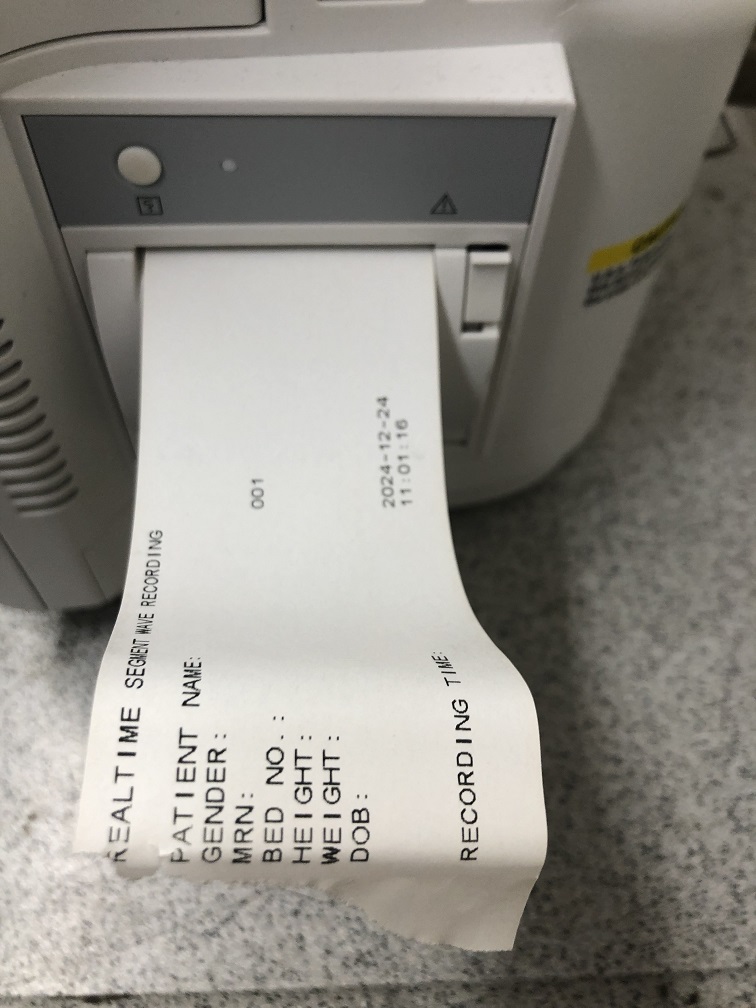 REALTIME SEGMENT WAVE RECORDING
PATIENT NAME:
GENDER:
MRN:
BED NO.: 001
HEIGHT:
WEIGHT:
DOB:
RECORDING TIME: 2024-12-24
11:01:16